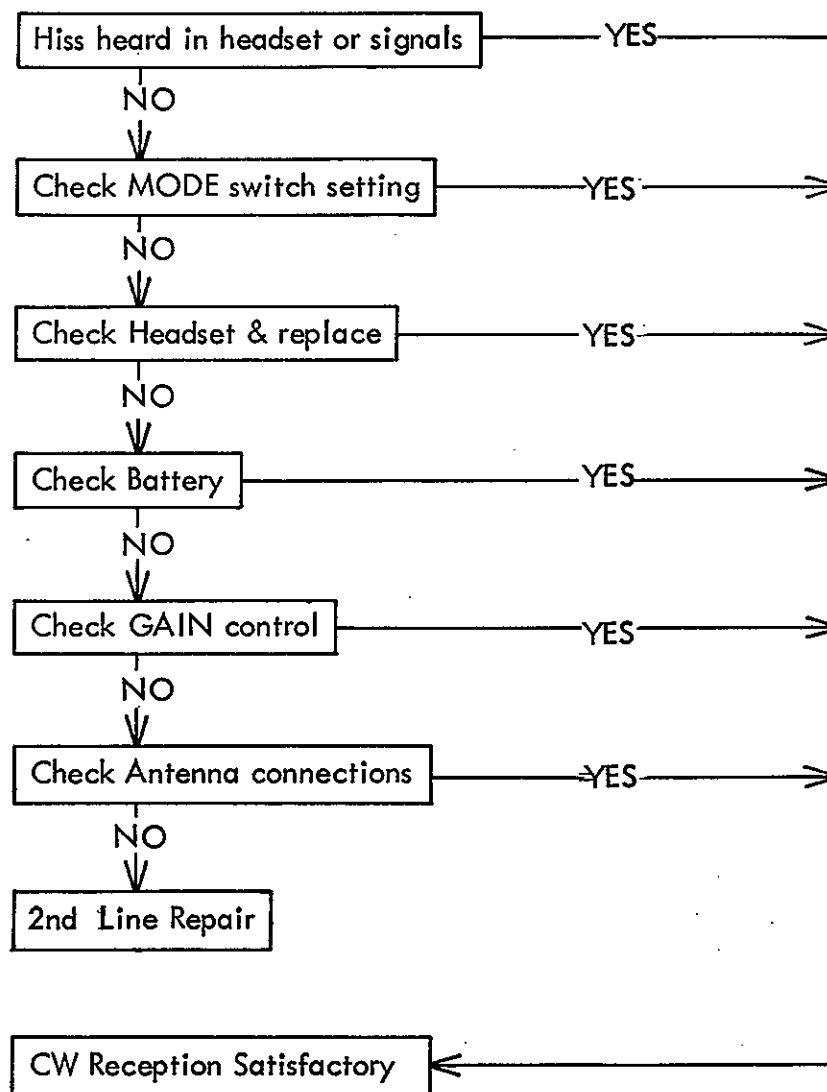 Hiss heard in headset or signals YES
NO
Check MODE switch setting YES
NO
Check Headset & replace YES
NO
Check Battery YES
NO
Check GAIN control YES
NO
Check Antenna connections YES
NO
2nd Line Repair
CW Reception Satisfactory